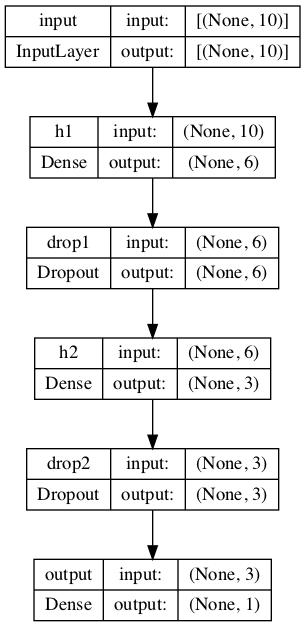 input input: [(None, 10)]
InputLayer output: [(None, 10)]
h1 input: (None, 10)
Dense output: (None, 6)
drop1 input: (None, 6)
Dropout output: (None, 6)
h2 input: (None, 6)
Dense output: (None, 3)
drop2 input: (None, 3)
Dropout output: (None, 3)
output input: (None, 3)
Dense output: (None, 1)